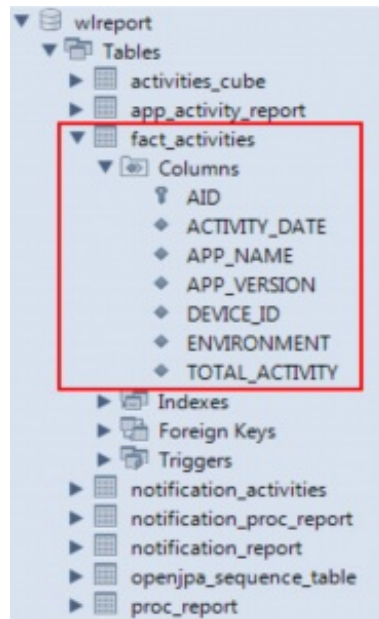 wlreport
Tables
activities_cube
app_activity_report
fact_activities
Columns
AID
ACTIVITY_DATE
APP_NAME
APP_VERSION
DEVICE_ID
ENVIRONMENT
TOTAL_ACTIVITY
Indexes
Foreign Keys
Triggers
notification_activities
notification_proc_report
notification_report
openjpa_sequence_table
proc_report